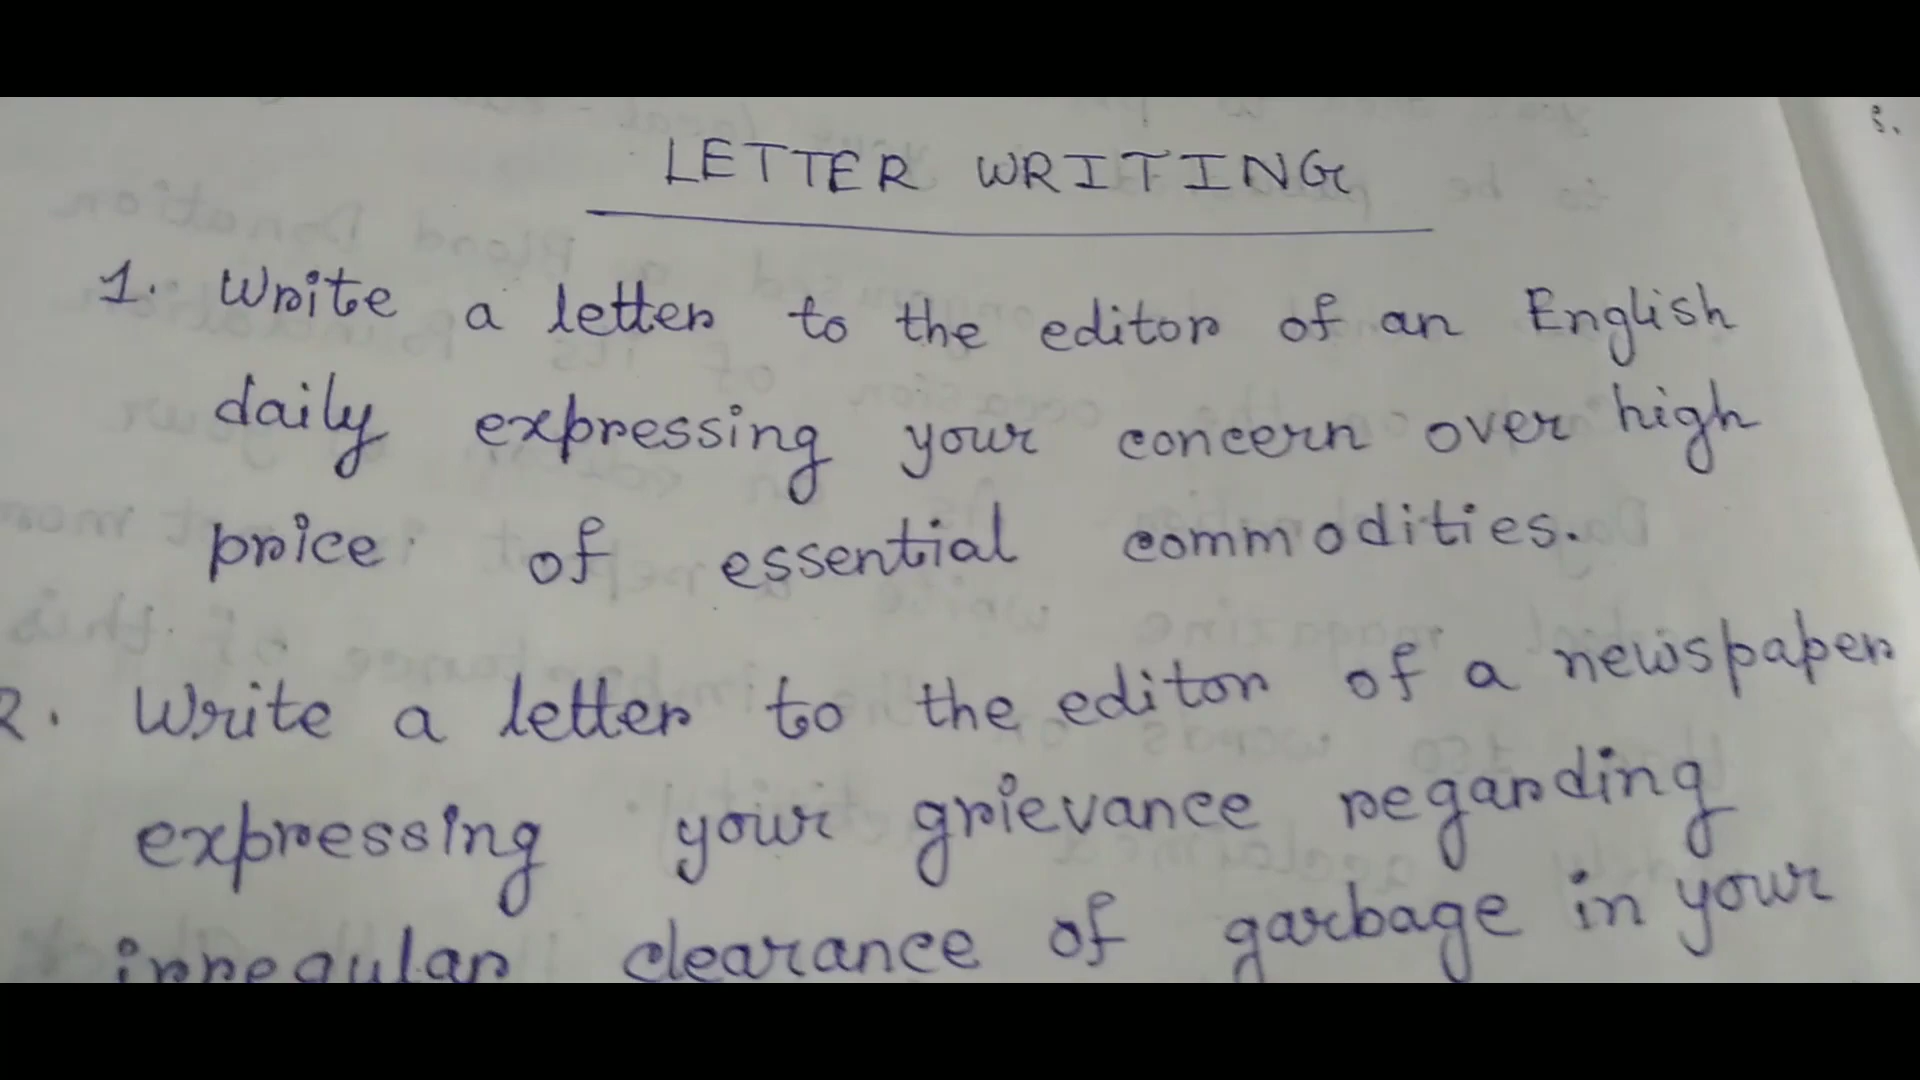 LETTER WRITING
1. Write a letter to the editor of an English
daily expressing your concern over high
price of essential commodities.
2. Write a letter to the editor of a newspaper
expressing your grievance regarding
irregular clearance of garbage in your